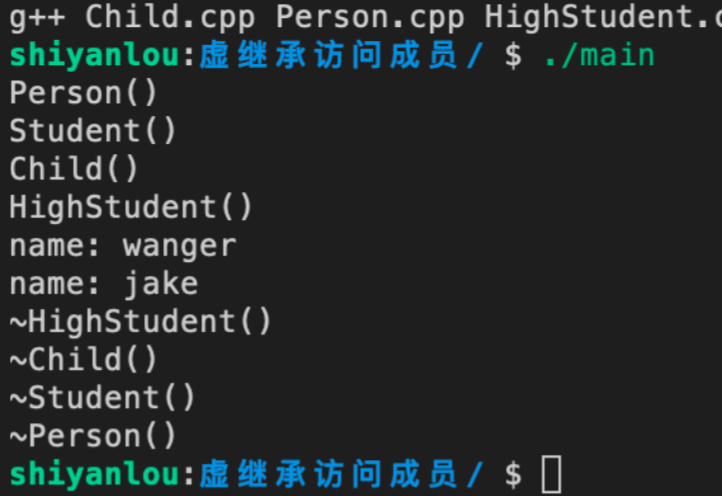 g++ Child.cpp Person.cpp HighStudent.c
shiyanlou:虚继承访问成员/ $ ./main
Person()
Student()
Child()
HighStudent()
name: wanger
name: jake
~HighStudent()
~Child()
~Student()
~Person()
shiyanlou:虚继承访问成员/ $